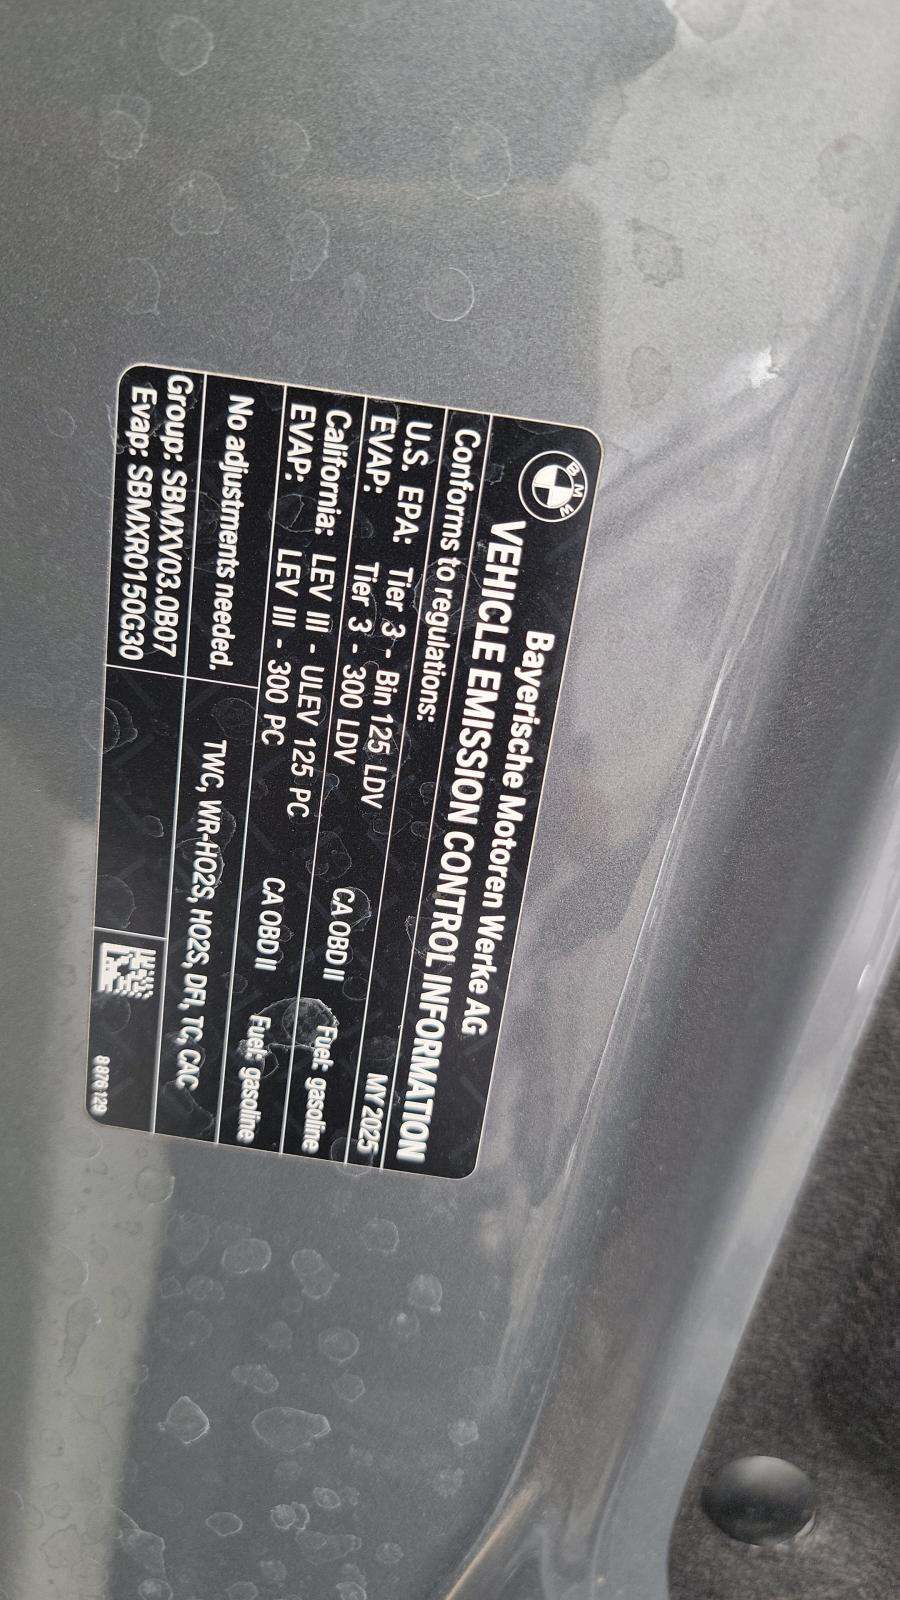 BMW
Bayerische Motoren Werke AG
VEHICLE EMISSION CONTROL INFORMATION
Conforms to regulations: MY 2025
U.S. EPA: Tier 3 - Bin 125 LDV CA OBD II Fuel: gasoline
EVAP: Tier 3 - 300 LDV
California: LEV III - ULEV 125 PC CA OBD II Fuel: gasoline
EVAP: LEV III - 300 PC
No adjustments needed. TWC, WR-HO2S, HO2S, DFI, TC, CAC
Group: SBMXV03.0B07
Evap: SBMXR0150G30
8 876 129